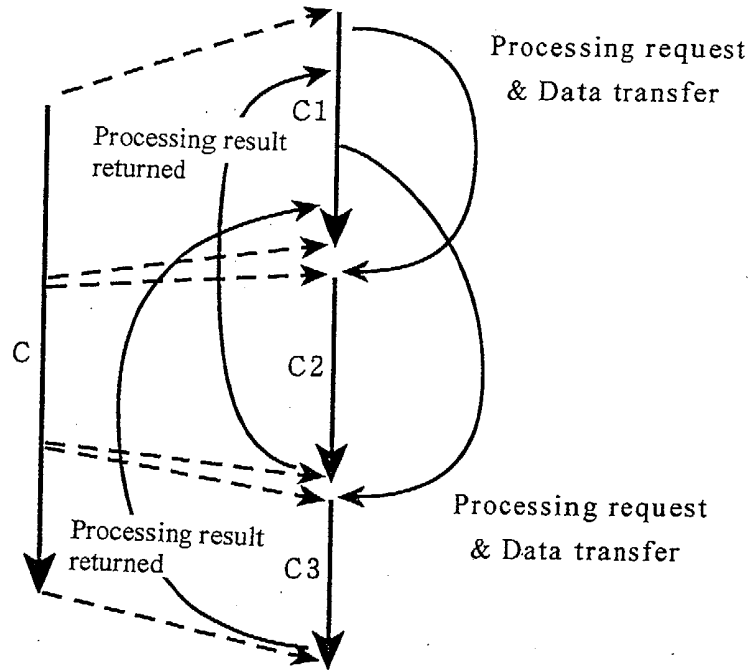 Processing request
& Data transfer
C1
Processing result
returned
C
C2
Processing request
& Data transfer
Processing result
returned
C3